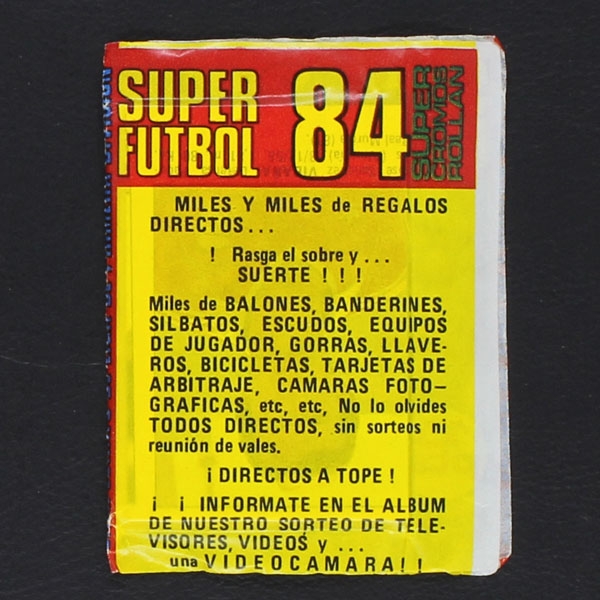 SUPER
FUTBOL
84
SUPER
CROMOS
ROLLAN
MILES Y MILES de REGALOS
DIRECTOS . . .
! Rasga el sobre y . . .
SUERTE ! ! !
Miles de BALONES, BANDERINES,
SILBATOS, ESCUDOS, EQUIPOS
DE JUGADOR, GORRAS, LLAVE-
ROS, BICICLETAS, TARJETAS DE
ARBITRAJE, CAMARAS FOTO-
GRAFICAS, etc, etc, No lo olvides
TODOS DIRECTOS, sin sorteos ni
reunión de vales.
¡ DIRECTOS A TOPE !
¡ ¡ INFORMATE EN EL ALBUM
DE NUESTRO SORTEO DE TELE-
VISORES, VIDEOS y . . .
una VIDEOCAMARA ! !